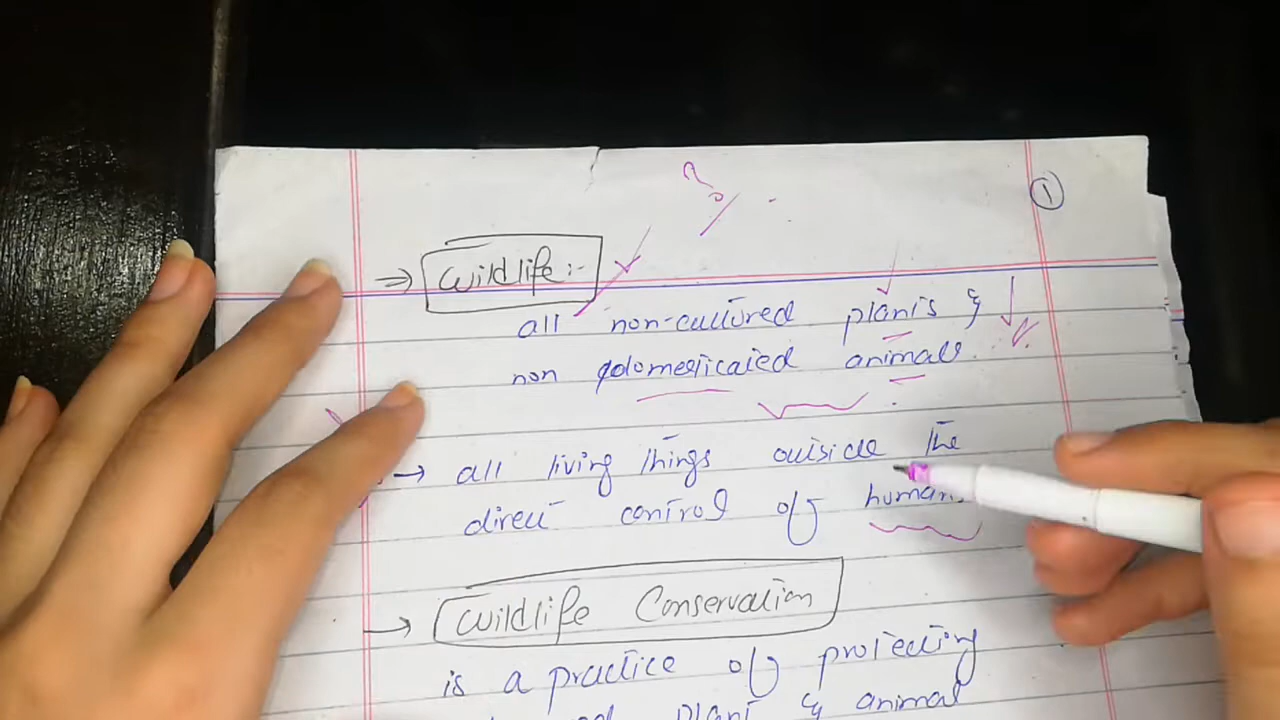 ①
⇒ Wildlife:-
all non-cultured plants &
non domesticated animals.
→ all living things outside the
direct control of human
→ Wildlife Conservation
is a practice of protecting
plant & animal